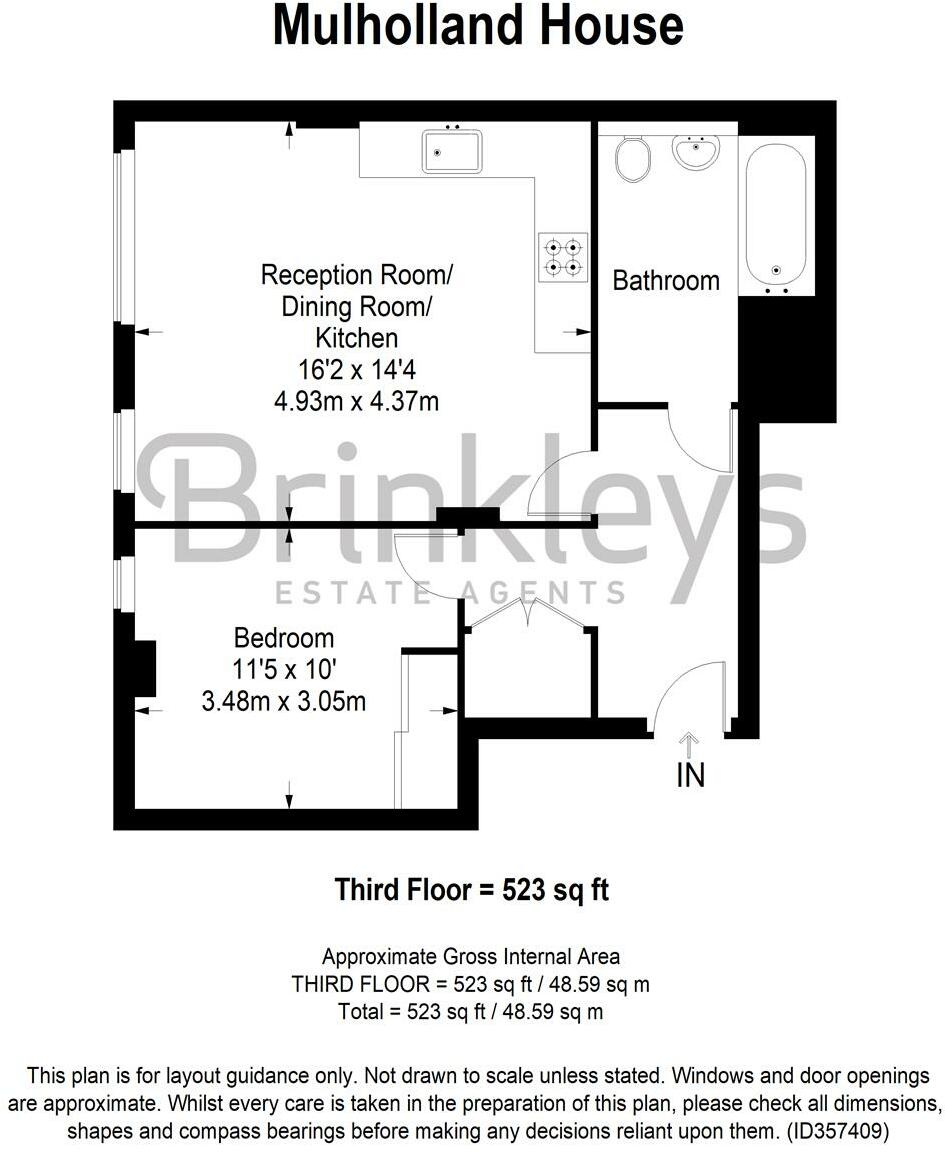 Mulholland House
Reception Room/
Dining Room/
Kitchen
16'2 x 14'4
4.93m x 4.37m
Bathroom
Brinkleys
ESTATE AGENTS
Bedroom
11'5 x 10'
3.48m x 3.05m
IN
Third Floor = 523 sq ft
Approximate Gross Internal Area
THIRD FLOOR = 523 sq ft / 48.59 sq m
Total = 523 sq ft / 48.59 sq m
This plan is for layout guidance only. Not drawn to scale unless stated. Windows and door openings
are approximate. Whilst every care is taken in the preparation of this plan, please check all dimensions,
shapes and compass bearings before making any decisions reliant upon them. (ID357409)